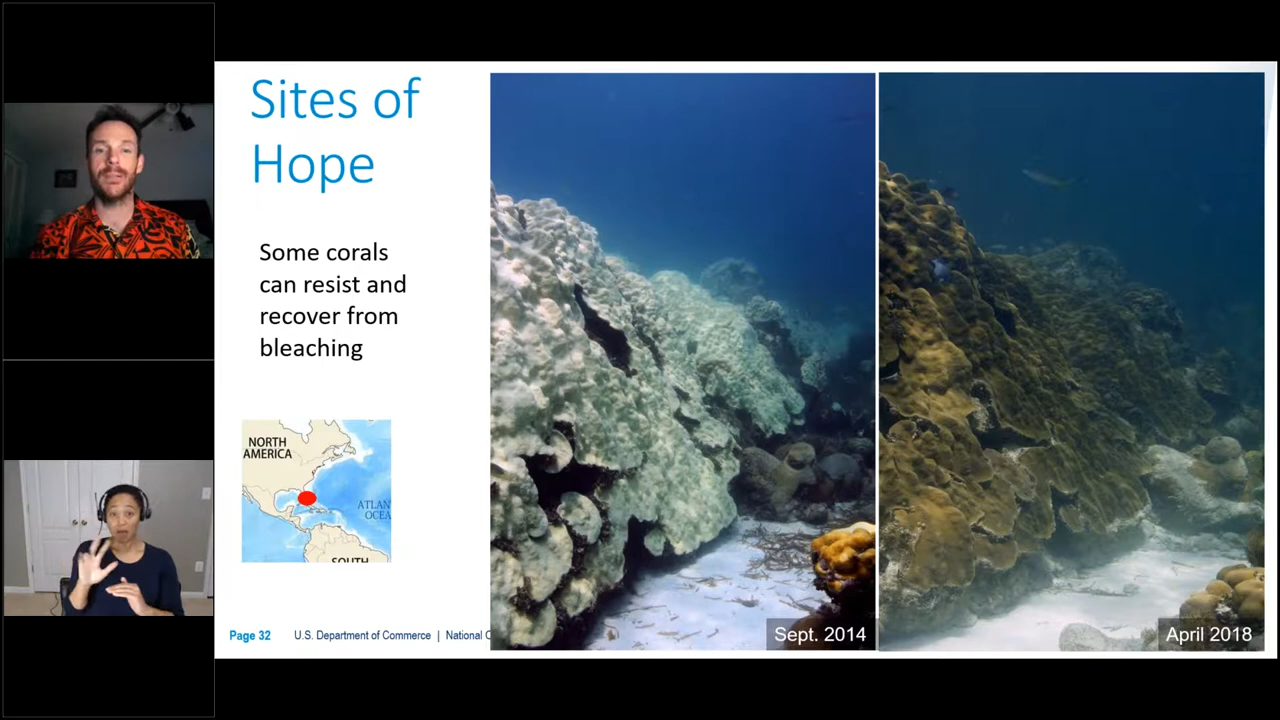 Sites of
Hope
Some corals
can resist and
recover from
bleaching
NORTH
AMERICA
ATLAN
OCEA
SOUTH
Page 32 U.S. Department of Commerce | National O
Sept. 2014
April 2018